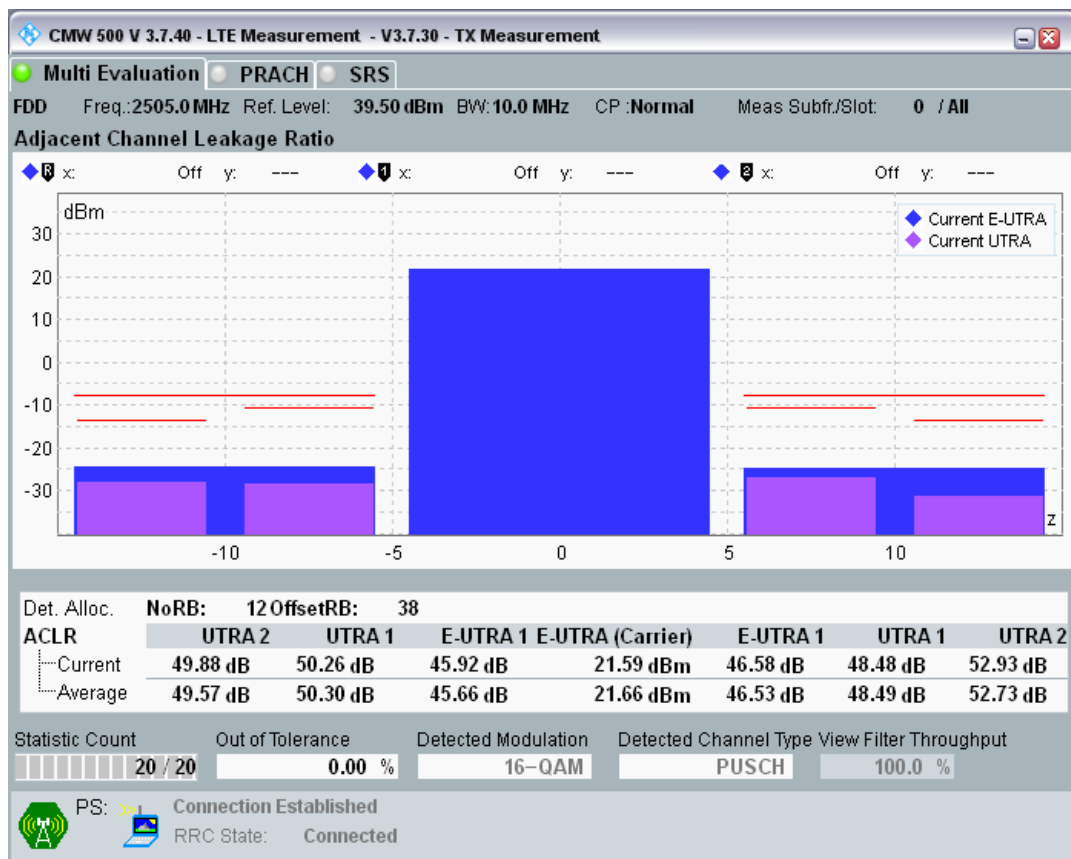 CMW 500 V 3.7.40 - LTE Measurement - V3.7.30 - TX Measurement
Multi Evaluation PRACH SRS
FDD Freq.:2505.0 MHz Ref. Level: 39.50 dBm BW:10.0 MHz CP :Normal Meas Subfr./Slot: 0 / All
Adjacent Channel Leakage Ratio
R x: Off y: --- 1 x: Off y: --- 2 x: Off y: ---
dBm
Current E-UTRA
Current UTRA
30
20
10
0
-10
-20
-30
z
-10 -5 0 5 10
Det. Alloc. NoRB: 12 OffsetRB: 38
ACLR UTRA 2 UTRA 1 E-UTRA 1 E-UTRA (Carrier) E-UTRA 1 UTRA 1 UTRA 2
Current 49.88 dB 50.26 dB 45.92 dB 21.59 dBm 46.58 dB 48.48 dB 52.93 dB
Average 49.57 dB 50.30 dB 45.66 dB 21.66 dBm 46.53 dB 48.49 dB 52.73 dB
Statistic Count Out of Tolerance Detected Modulation Detected Channel Type View Filter Throughput
20 / 20 0.00 % 16-QAM PUSCH 100.0 %
PS: Connection Established
RRC State: Connected